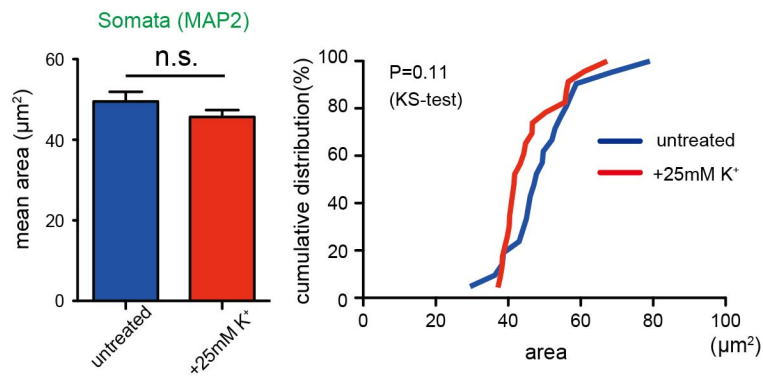 Somata (MAP2)
n.s.
mean area (µm²)
60
40
20
0
untreated
+25mM K⁺
cumulative distribution(%)
100
80
60
40
20
0
P=0.11
(KS-test)
untreated
+25mM K⁺
0 20 40 60 80 100
area
(µm²)